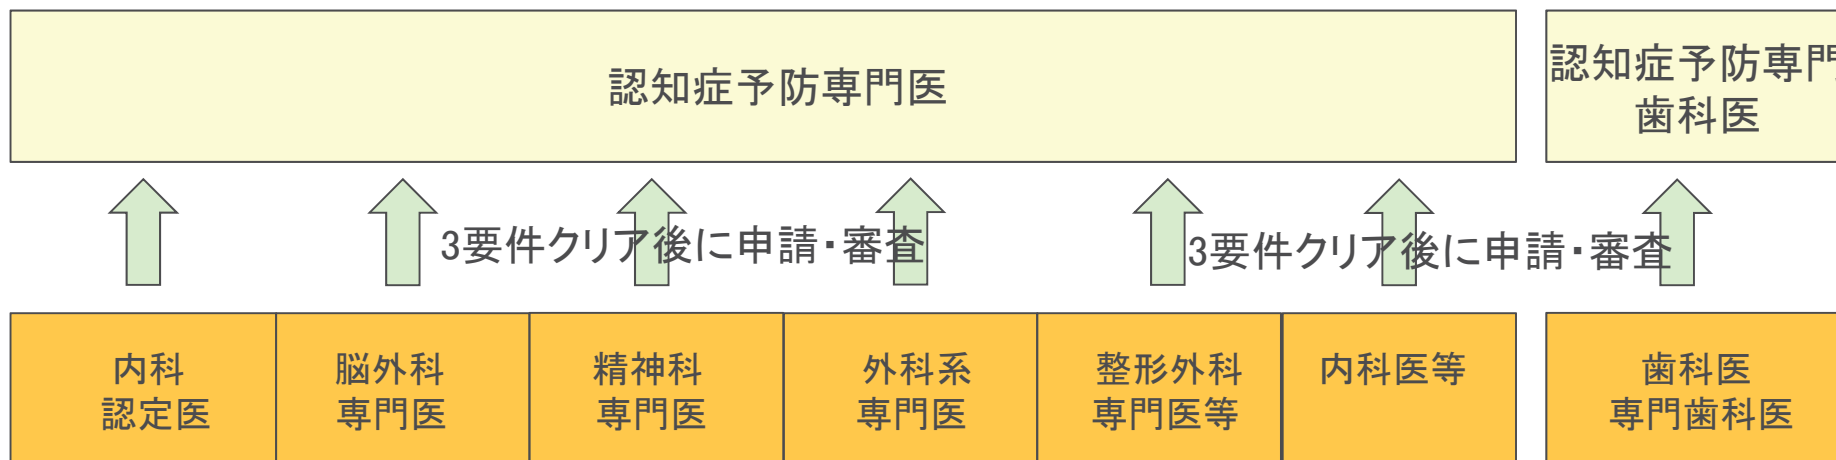 認知症予防専門医
認知症予防専門
歯科医
3要件クリア後に申請・審査
3要件クリア後に申請・審査
内科
認定医
脳外科
専門医
精神科
専門医
外科系
専門医
整形外科
専門医等
内科医等
歯科医
専門歯科医